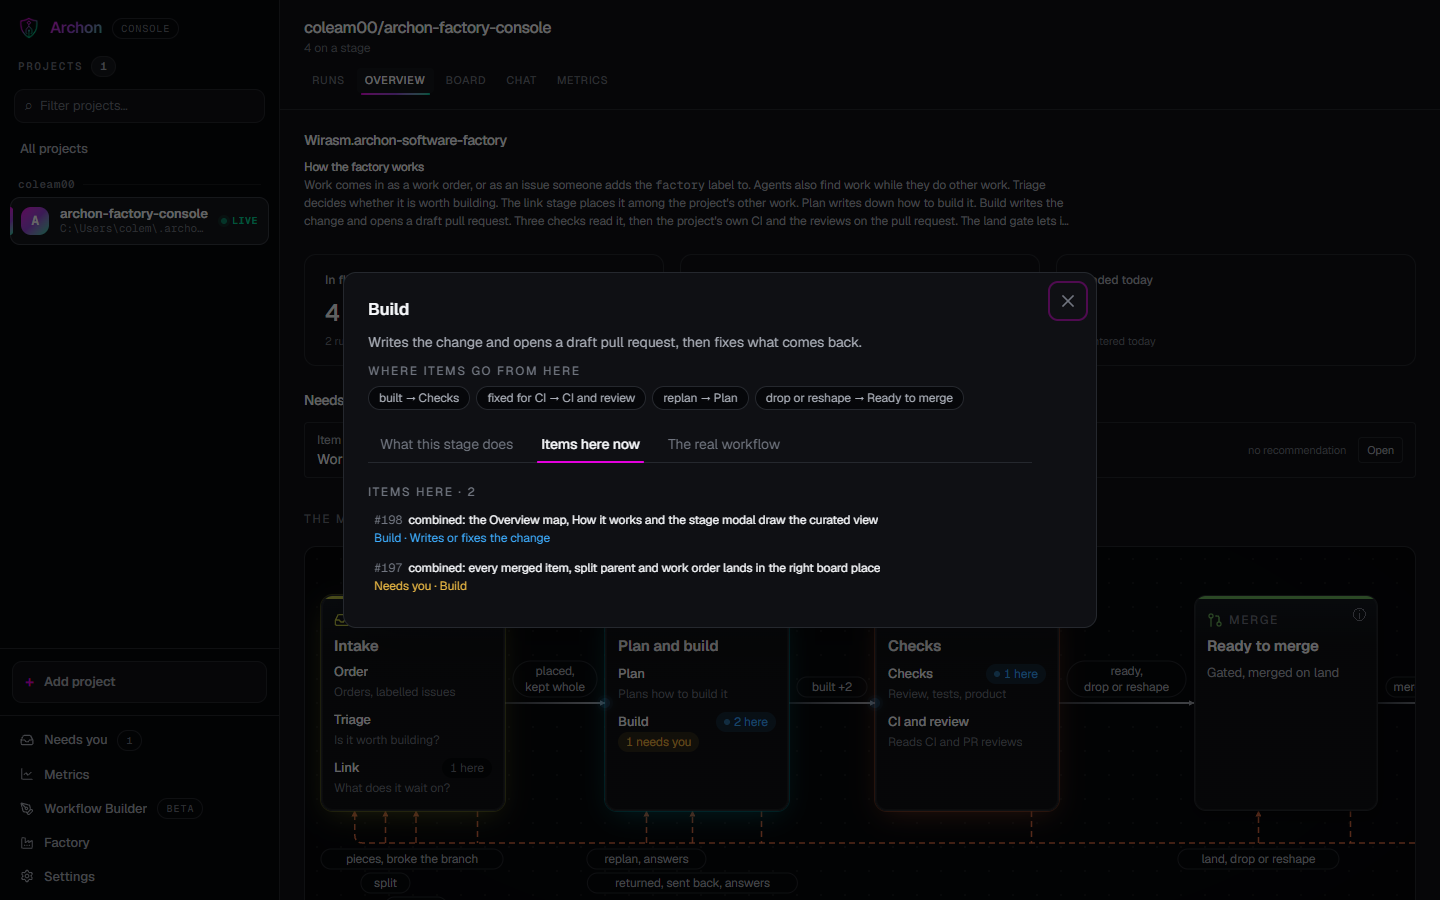 Archon
CONSOLE
PROJECTS 1
Filter projects...
All projects
coleam00
A
archon-factory-console
C:\Users\colem\.archo…
LIVE
Add project
Needs you 1
Metrics
Workflow Builder BETA
Factory
Settings
coleam00/archon-factory-console
4 on a stage
RUNS OVERVIEW BOARD CHAT METRICS
Wirasm.archon-software-factory
How the factory works
Work comes in as a work order, or as an issue someone adds the factory label to. Agents also find work while they do other work. Triage
decides whether it is worth building. The link stage places it among the project's other work. Plan writes down how to build it. Build writes the
change and opens a draft pull request. Three checks read it, then the project's own CI and the reviews on the pull request. The land gate lets i…
4
today
today
Needs
Item
no recommendation
Open
Build
Writes the change and opens a draft pull request, then fixes what comes back.
WHERE ITEMS GO FROM HERE
built → Checks
fixed for CI → CI and review
replan → Plan
drop or reshape → Ready to merge
What this stage does
Items here now
The real workflow
ITEMS HERE · 2
#198 combined: the Overview map, How it works and the stage modal draw the curated view
Build · Writes or fixes the change
#197 combined: every merged item, split parent and work order lands in the right board place
Needs you · Build
Intake
Order
Orders, labelled issues
Triage
Is it worth building?
Link 1 here
What does it wait on?
placed,
kept whole
Plan and build
Plan
Plans how to build it
Build 2 here
1 needs you
built +2
Checks
Checks 1 here
Review, tests, product
CI and review
Reads CI and PR reviews
ready,
drop or reshape
MERGE
Ready to merge
Gated, merged on land
pieces, broke the branch
split
replan, answers
returned, sent back, answers
land, drop or reshape